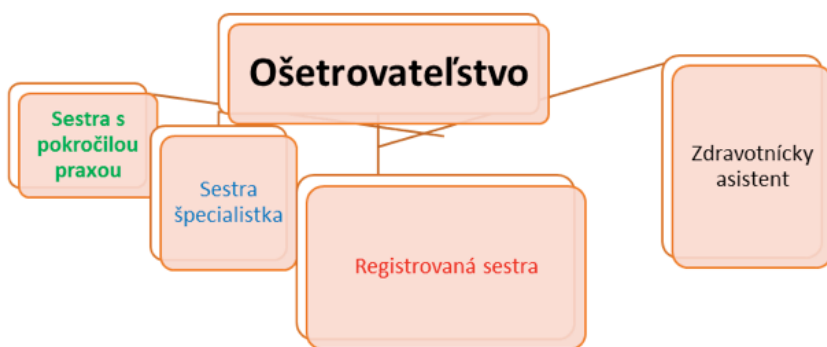 Ošetrovateľstvo
Sestra s
pokročilou
praxou
Sestra
špecialistka
Registrovaná sestra
Zdravotnícky
asistent